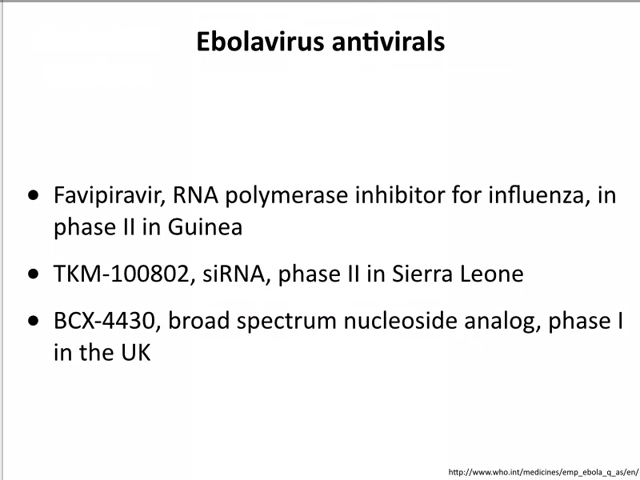 Ebolavirus antivirals
• Favipiravir, RNA polymerase inhibitor for influenza, in
phase II in Guinea
• TKM-100802, siRNA, phase II in Sierra Leone
• BCX-4430, broad spectrum nucleoside analog, phase I
in the UK
http://www.who.int/medicines/emp_ebola_q_as/en/